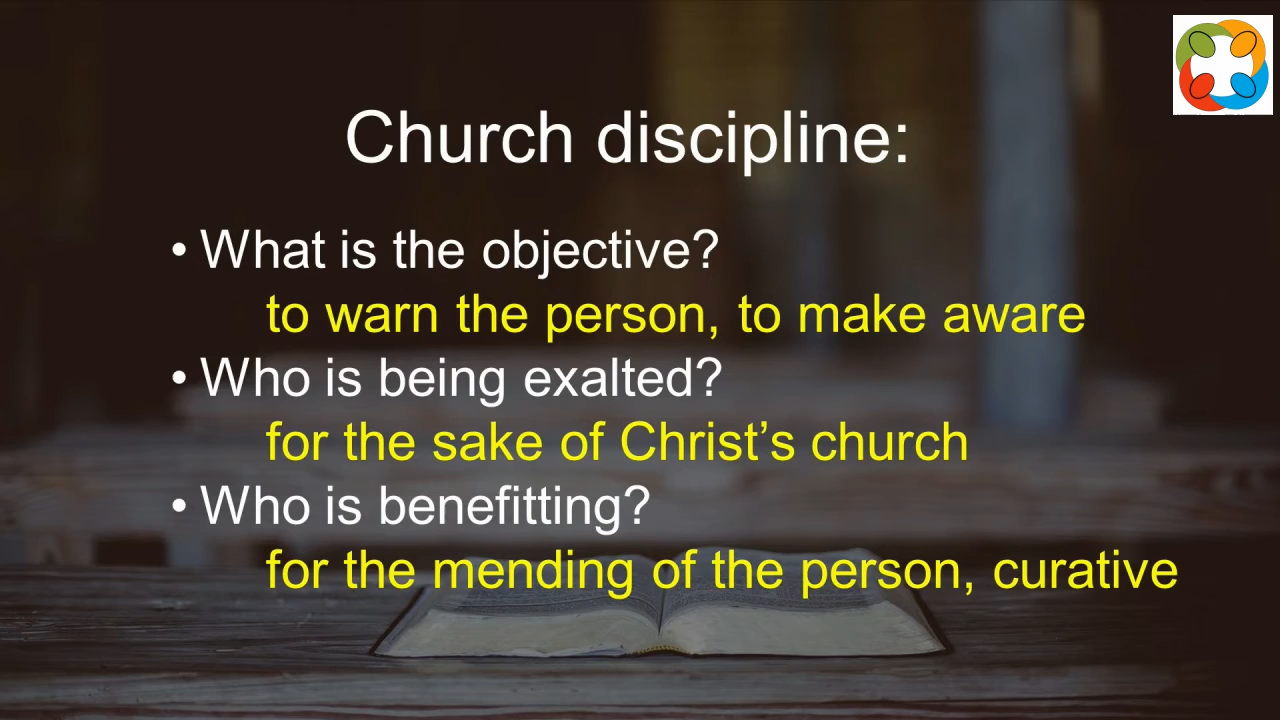 Church discipline:
• What is the objective?
to warn the person, to make aware
• Who is being exalted?
for the sake of Christ’s church
• Who is benefitting?
for the mending of the person, curative